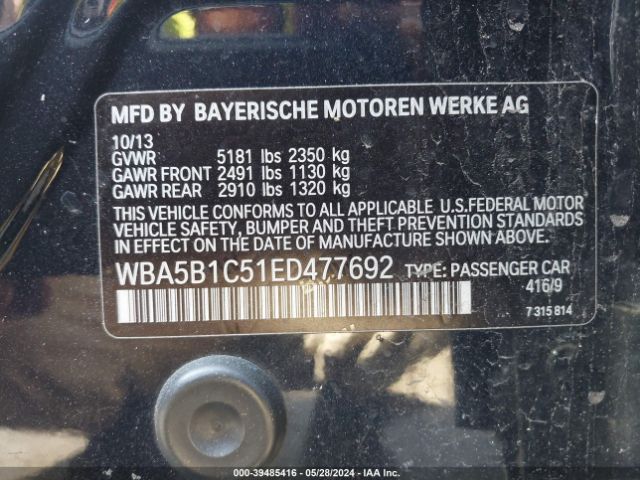 MFD BY BAYERISCHE MOTOREN WERKE AG
10/13
GVWR 5181 lbs 2350 kg
GAWR FRONT 2491 lbs 1130 kg
GAWR REAR 2910 lbs 1320 kg
THIS VEHICLE CONFORMS TO ALL APPLICABLE U.S.FEDERAL MOTOR
VEHICLE SAFETY, BUMPER AND THEFT PREVENTION STANDARDS
IN EFFECT ON THE DATE OF MANUFACTURE SHOWN ABOVE.
WBA5B1C51ED477692 TYPE: PASSENGER CAR
416/9
7 315 814
000-39485416 - 05/28/2024 - IAA Inc.